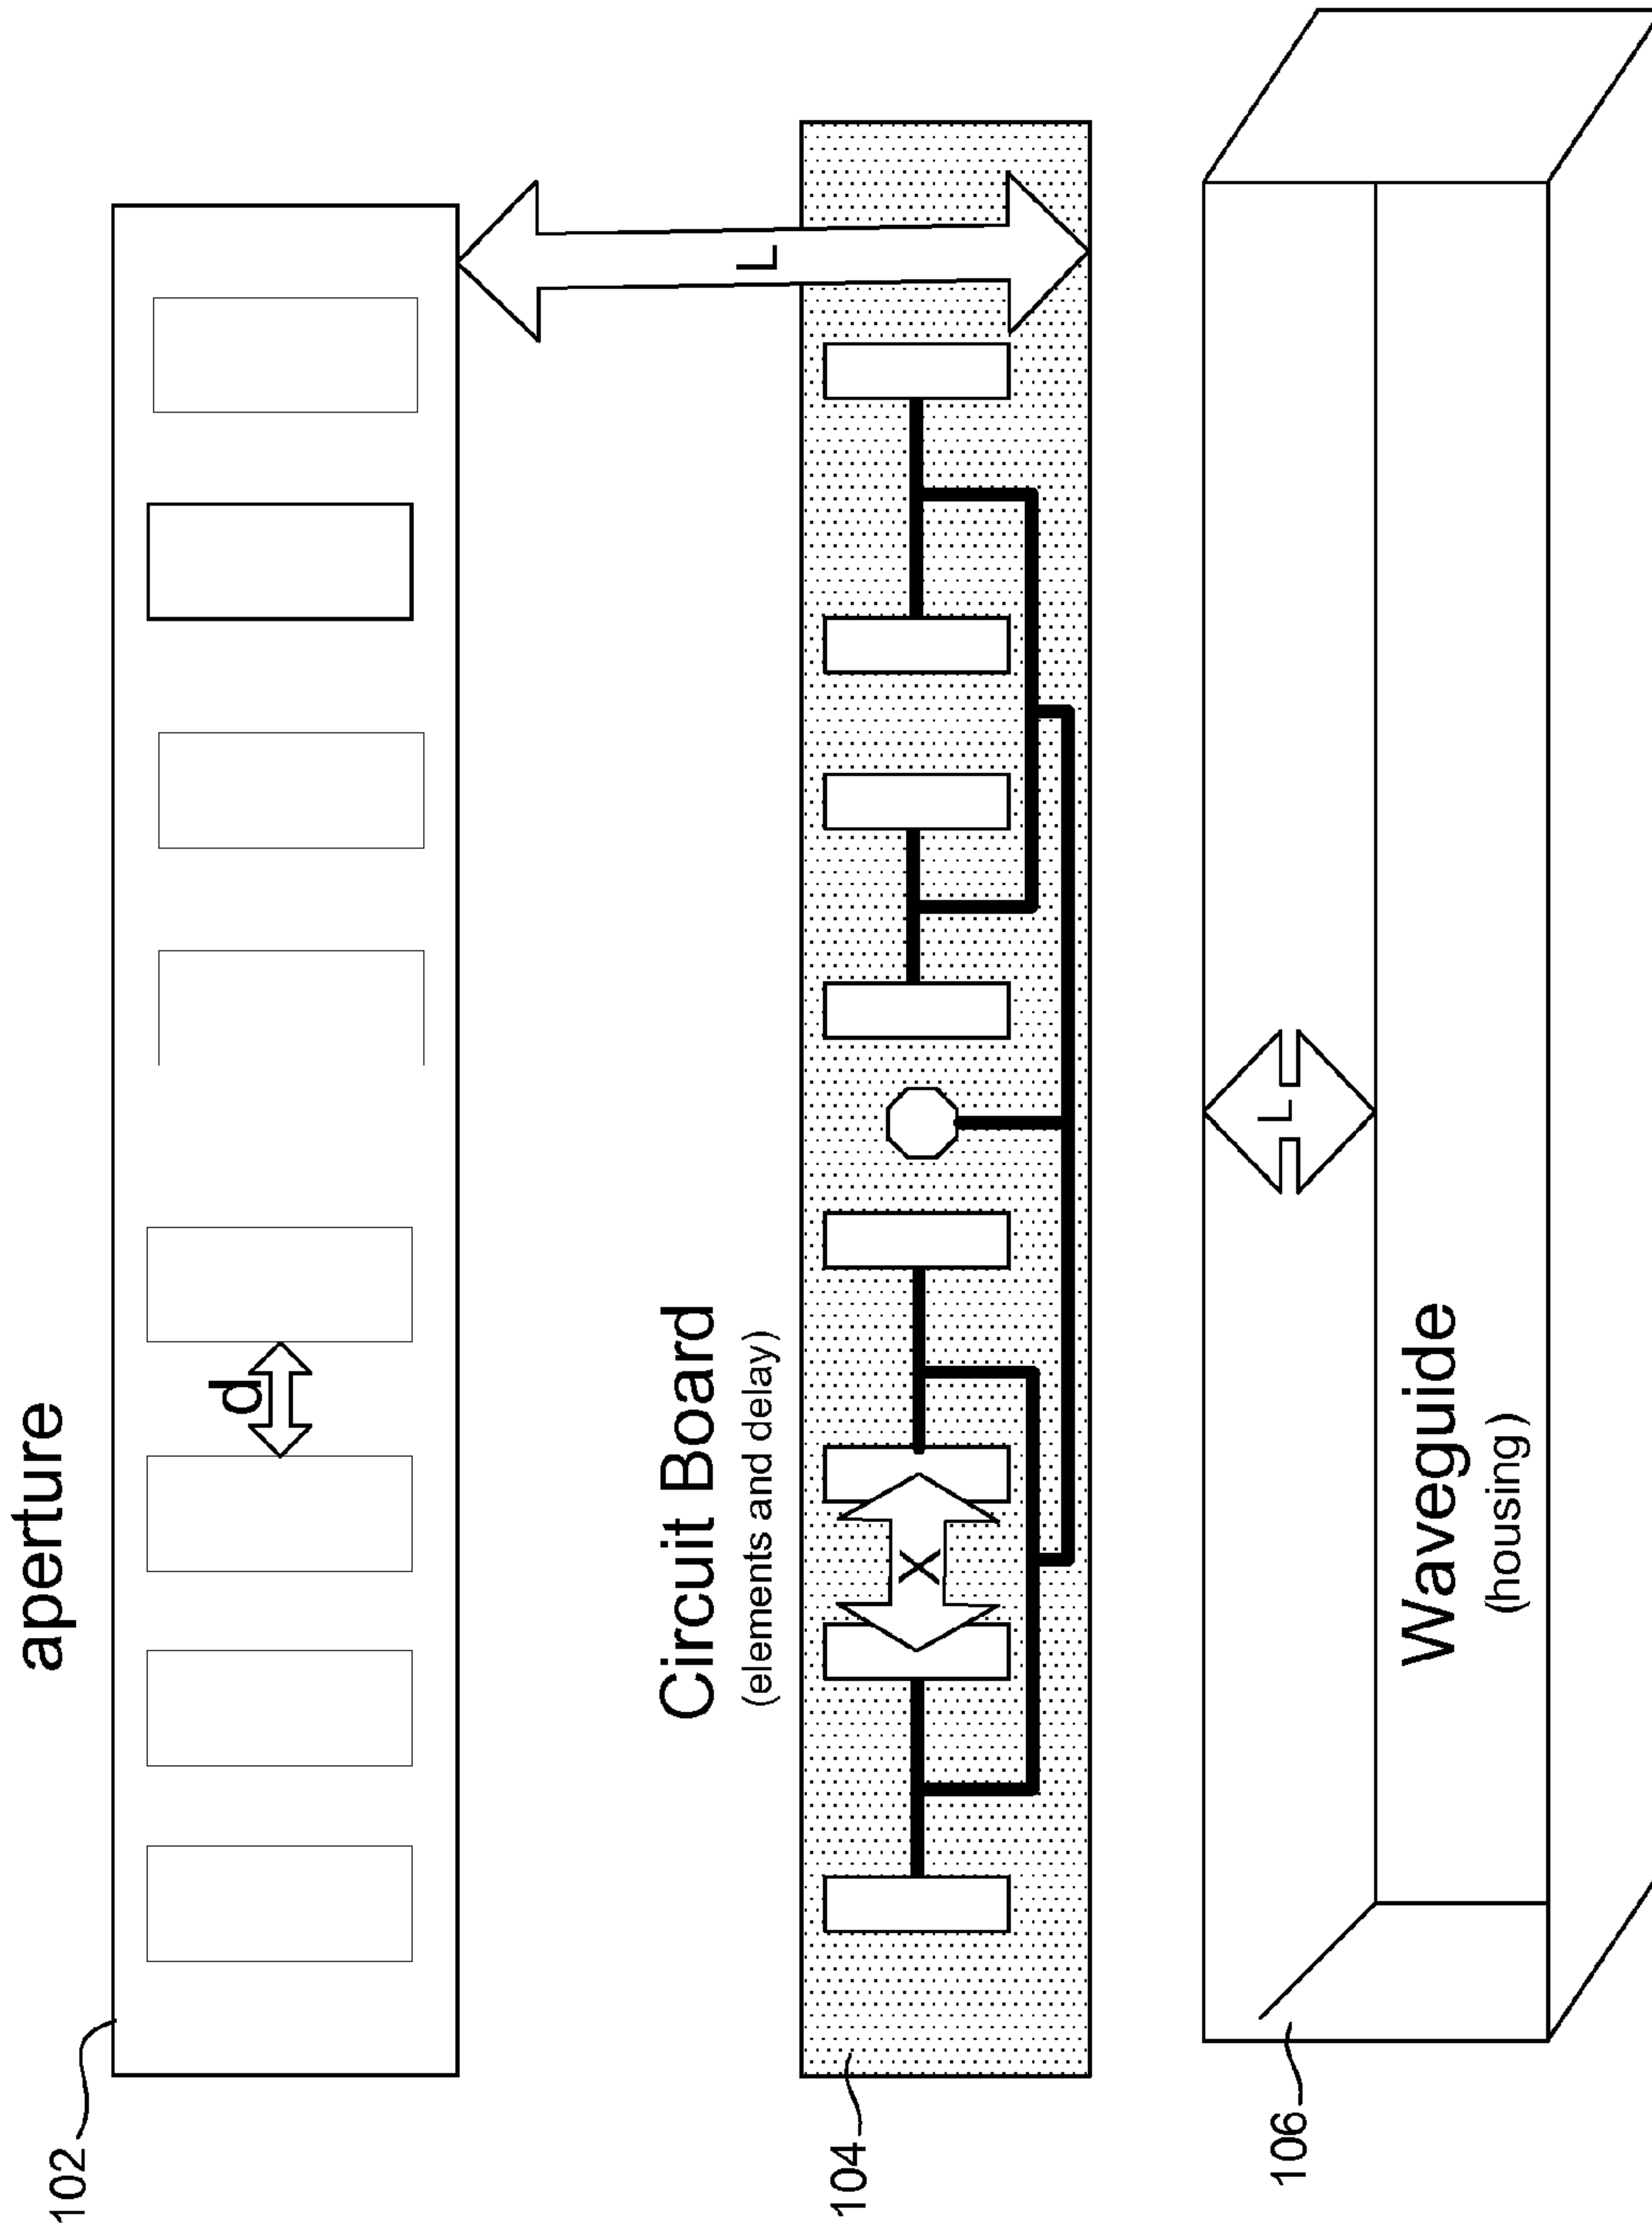 aperture
102
d
L
Circuit Board
(elements and delay)
X
104
L
Waveguide
(housing)
106